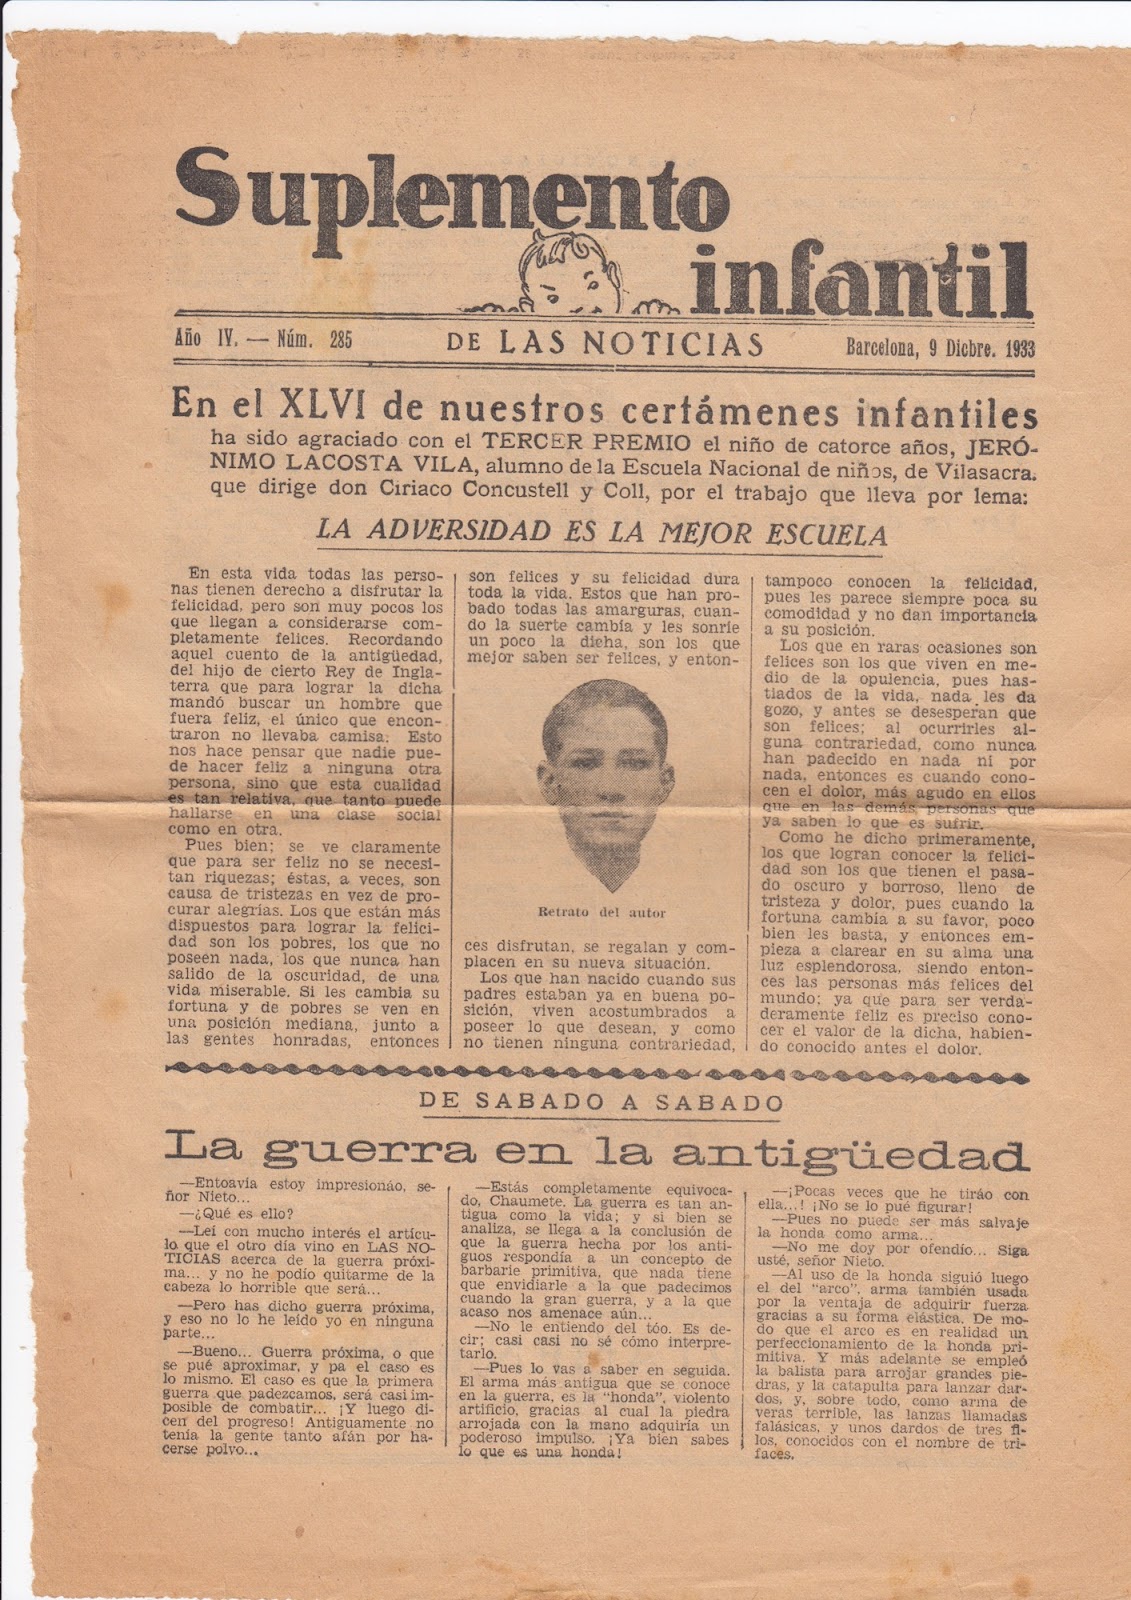 Suplemento
infantil
Año IV. — Núm. 285
DE LAS NOTICIAS
Barcelona, 9 Dicbre. 1933
En el XLVI de nuestros certámenes infantiles
ha sido agraciado con el TERCER PREMIO el niño de catorce años, JERÓ-
NIMO LACOSTA VILA, alumno de la Escuela Nacional de niños, de Vilasacra.
que dirige don Ciriaco Concustell y Coll, por el trabajo que lleva por lema:
LA ADVERSIDAD ES LA MEJOR ESCUELA
En esta vida todas las perso-
nas tienen derecho a disfrutar la
felicidad, pero son muy pocos los
que llegan a considerarse com-
pletamente felices. Recordando
aquel cuento de la antigüedad,
del hijo de cierto Rey de Ingla-
terra que para lograr la dicha
mandó buscar un hombre que
fuera feliz, el único que encon-
traron no llevaba camisa. Esto
nos hace pensar que nadie pue-
de hacer feliz a ninguna otra
persona, sino que esta cualidad
es tan relativa, que tanto puede
hallarse en una clase social
como en otra.
Pues bien; se ve claramente
que para ser feliz no se necesi-
tan riquezas; éstas, a veces, son
causa de tristezas en vez de pro-
curar alegrías. Los que están más
dispuestos para lograr la felici-
dad son los pobres, los que no
poseen nada, los que nunca han
salido de la oscuridad, de una
vida miserable. Si les cambia su
fortuna y de pobres se ven en
una posición mediana, junto a
las gentes honradas, entonces
son felices y su felicidad dura
toda la vida. Estos que han pro-
bado todas las amarguras, cuan-
do la suerte cambia y les sonríe
un poco la dicha, son los que
mejor saben ser felices, y enton-
Retrato del autor
ces disfrutan, se regalan y com-
placen en su nueva situación.
Los que han nacido cuando sus
padres estaban ya en buena po-
sición, viven acostumbrados a
poseer lo que desean, y como
no tienen ninguna contrariedad,
tampoco conocen la felicidad,
pues les parece siempre poca su
comodidad y no dan importancia
a su posición.
Los que en raras ocasiones son
felices son los que viven en me-
dio de la opulencia, pues has-
tiados de la vida, nada les da
gozo, y antes se desesperan que
son felices; al ocurrirles al-
guna contrariedad, como nunca
han padecido en nada ni por
nada, entonces es cuando cono-
cen el dolor, más agudo en ellos
que en las demás personas que
ya saben lo que es sufrir.
Como he dicho primeramente,
los que logran conocer la felici-
dad son los que tienen el pasa-
do oscuro y borroso, lleno de
tristeza y dolor, pues cuando la
fortuna cambia a su favor, poco
bien les basta, y entonces em-
pieza a clarear en su alma una
luz esplendorosa, siendo enton-
ces las personas más felices del
mundo; ya que para ser verda-
deramente feliz es preciso cono-
cer el valor de la dicha, habien-
do conocido antes el dolor.
DE SABADO A SABADO
La guerra en la antigüedad
—Entoavía estoy impresionáo, se-
ñor Nieto...
—¿Qué es ello?
—Leí con mucho interés el artícu-
lo que el otro día vino en LAS NO-
TICIAS acerca de la guerra próxi-
ma... y no he podío quitarme de la
cabeza lo horrible que será...
—Pero has dicho guerra próxima,
y eso no lo he leído yo en ninguna
parte...
—Bueno... Guerra próxima, o que
se pué aproximar, y pa el caso es
lo mismo. El caso es que la primera
guerra que padezcamos, será casi im-
posible de combatir... ¡Y luego di-
cen del progreso! Antiguamente no
tenía la gente tanto afán por ha-
cerse polvo...
—Estás completamente equivoca-
do, Chaumete. La guerra es tan an-
tigua como la vida; y si bien se
analiza, se llega a la conclusión de
que la guerra hecha por los anti-
guos respondía a un concepto de
barbarie primitiva, que nada tiene
que envidiarle a la que padecimos
cuando la gran guerra, y a la que
acaso nos amenace aún...
—No le entiendo del tóo. Es de-
cir; casi casi no sé cómo interpre-
tarlo.
—Pues lo vas a saber en seguida.
El arma más antigua que se conoce
en la guerra, es la "honda", violento
artificio, gracias al cual la piedra
arrojada con la mano adquiría un
poderoso impulso. ¡Ya bien sabes
lo que es una honda!
—¡Pocas veces que he tiráo con
ella...! ¡No se lo pué figurar!
—Pues no puede ser más salvaje
la honda como arma...
—No me doy por ofendío... Siga
usté, señor Nieto.
—Al uso de la honda siguió luego
el del "arco", arma también usada
por la ventaja de adquirir fuerza
gracias a su forma elástica. De mo-
do que el arco es en realidad un
perfeccionamiento de la honda pri-
mitiva. Y más adelante se empleó
la balista para arrojar grandes pie-
dras, y la catapulta para lanzar dar-
dos, y, sobre todo, como arma de
veras terrible, las lanzas llamadas
falásicas, y unos dardos de tres fi-
los, conocidos con el nombre de tri-
faces.